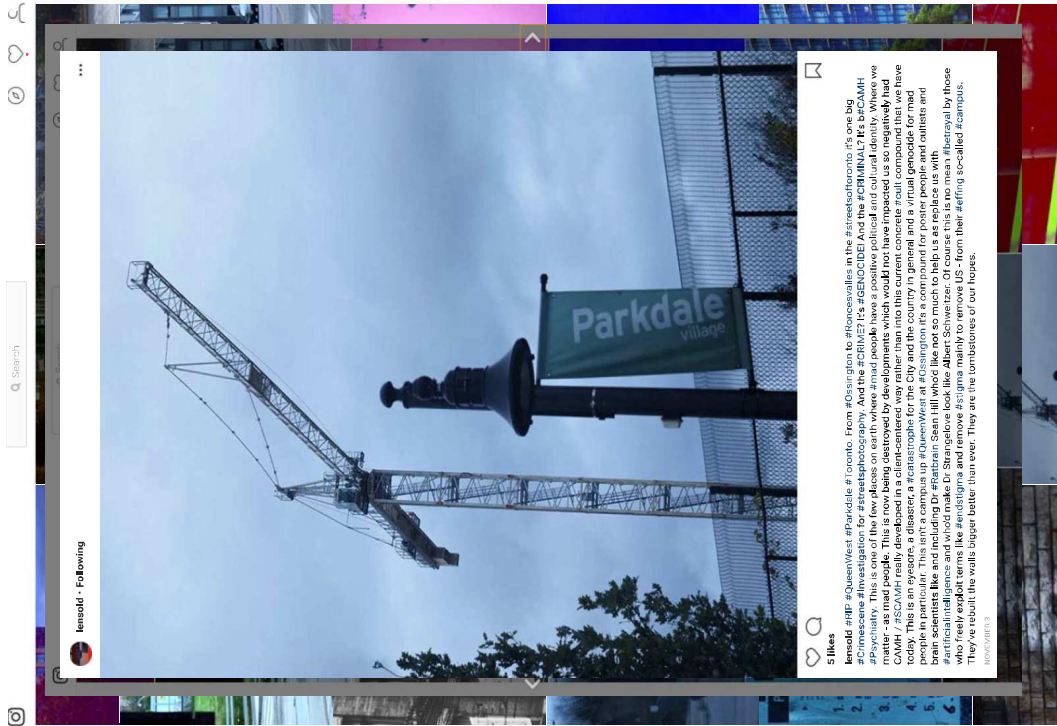 Search
lensold • Following
Parkdale
village
5 likes
lensold #RIP #QueenWest #Parkdale #Toronto. From #Ossington to #Roncesvalles in the #streetsoftoronto it's one big
#Crimescene #Investigation for #streetsphotography. And the #CRIME? It's #GENOCIDE! And the #CRIMINAL? It's b#CAMH
#Psychiatry. This is one of the few places on earth where #mad people have a positive political and cultural identity. Where we
matter - as mad people. This is now being destroyed by developments which would not have impacted us so negatively had
CAMH / #SCAMH really developed in a client-centered way rather than into this current concrete #cult compound that we have
today. This is an eyesore, a disaster, a #catastrophe for the City and the country in general and a virtual genocide for mad
people in particular. This isn't a campus up #QueenWest at #Ossington it's a compound for poster people and cultists and
brain scientists like and including Dr #Ratbrain Sean Hill who'd like not so much to help us as replace us with
#artificialintelligence and who'd make Dr Strangelove look like Albert Schweitzer. Of course this is no mean #betrayal by those
who freely exploit terms like #endstigma and remove #stigma mainly to remove US - from their #effing so-called #campus.
They've rebuilt the walls bigger better than ever. They are the tombstones of our hopes.
NOVEMBER 3
1.
2.
3.
4.
5.
6